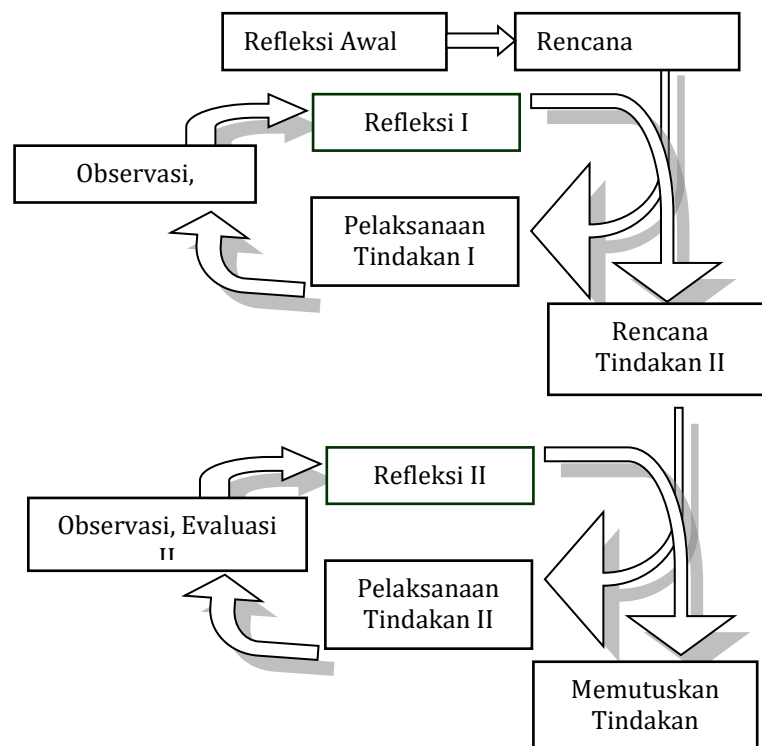 Refleksi Awal
Rencana
Refleksi I
Observasi,
Pelaksanaan
Tindakan I
Rencana
Tindakan II
Refleksi II
Observasi, Evaluasi
II
Pelaksanaan
Tindakan II
Memutuskan
Tindakan